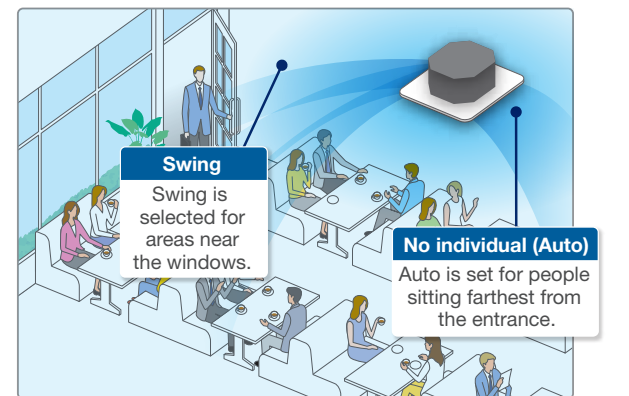 Swing
Swing is
selected for
areas near
the windows.
No individual (Auto)
Auto is set for people
sitting farthest from
the entrance.